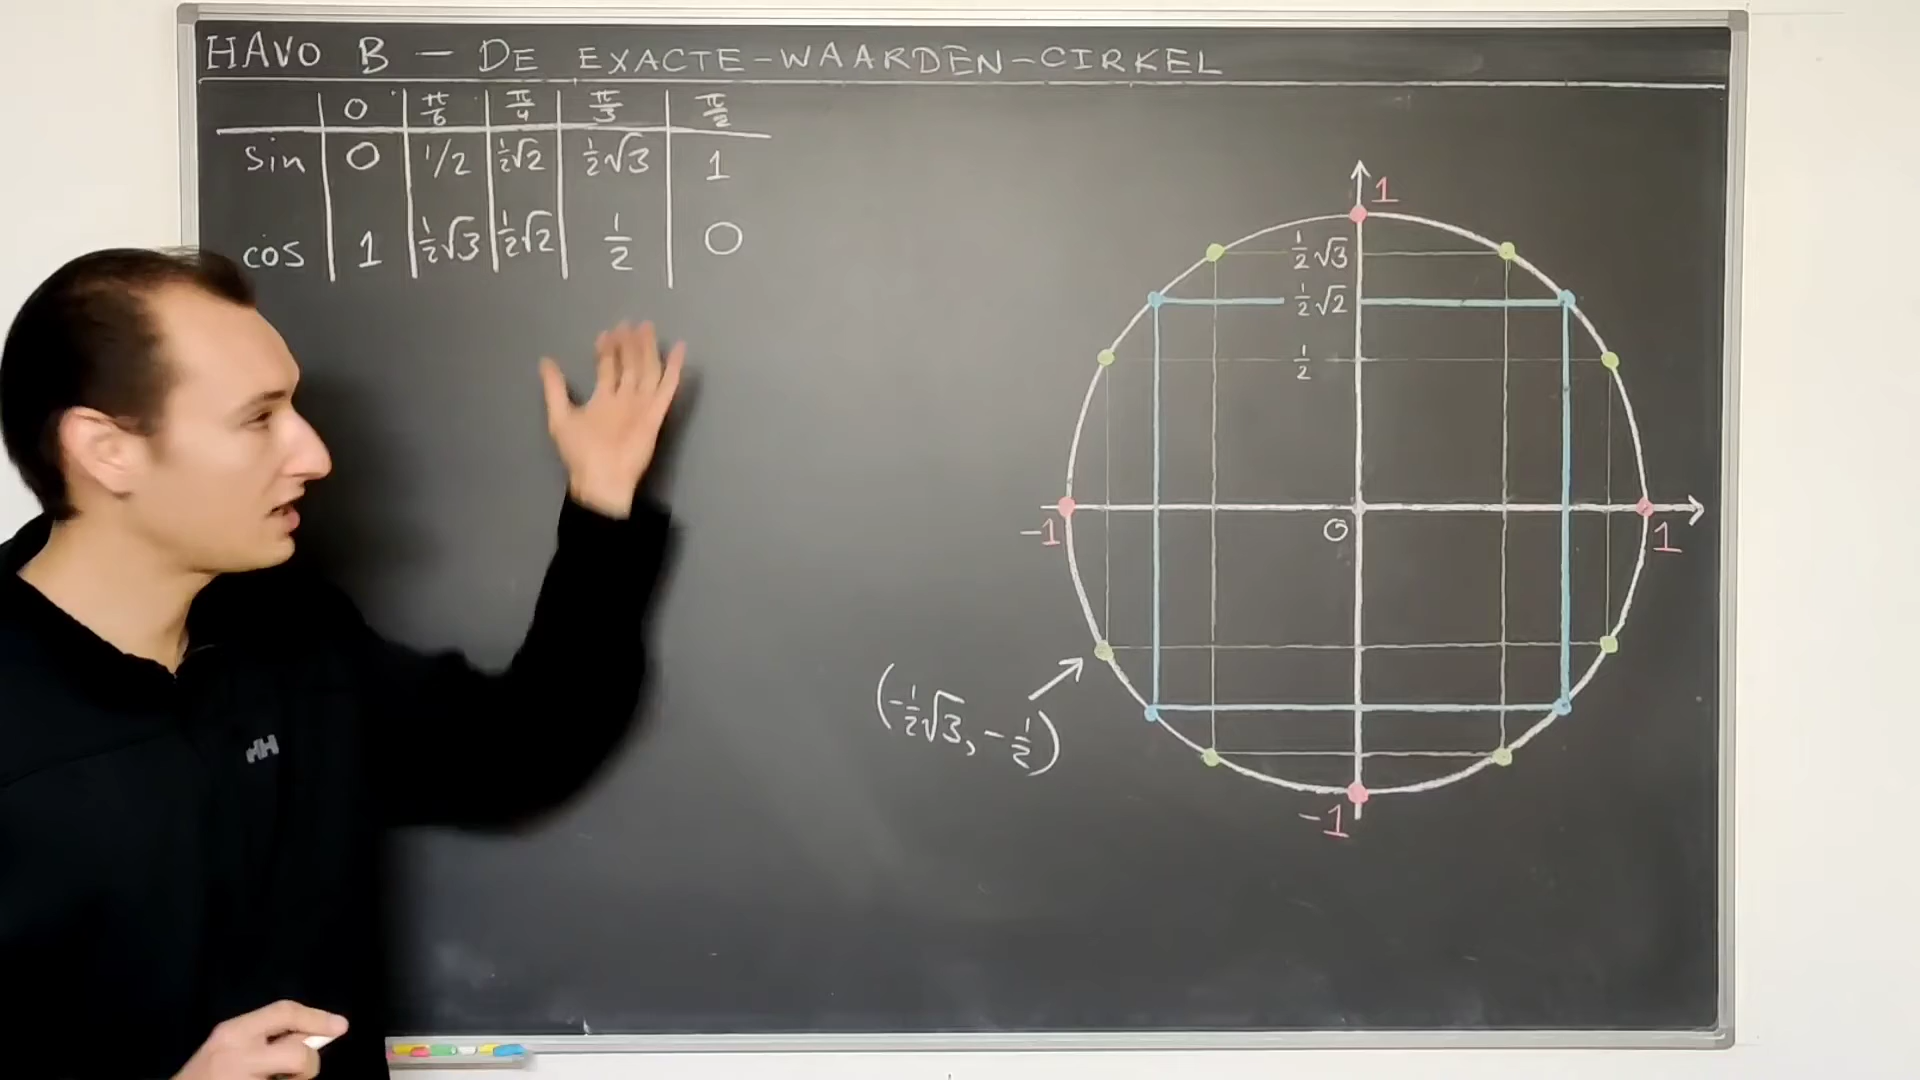 HAVO B – DE EXACTE-WAARDEN-CIRKEL
0 π/6 π/4 π/3 π/2
sin 0 1/2 ½√2 ½√3 1
cos 1 ½√3 ½√2 ½ 0
1
½√3
½√2
½
-1 O 1
(-½√3, -½)
-1
HH